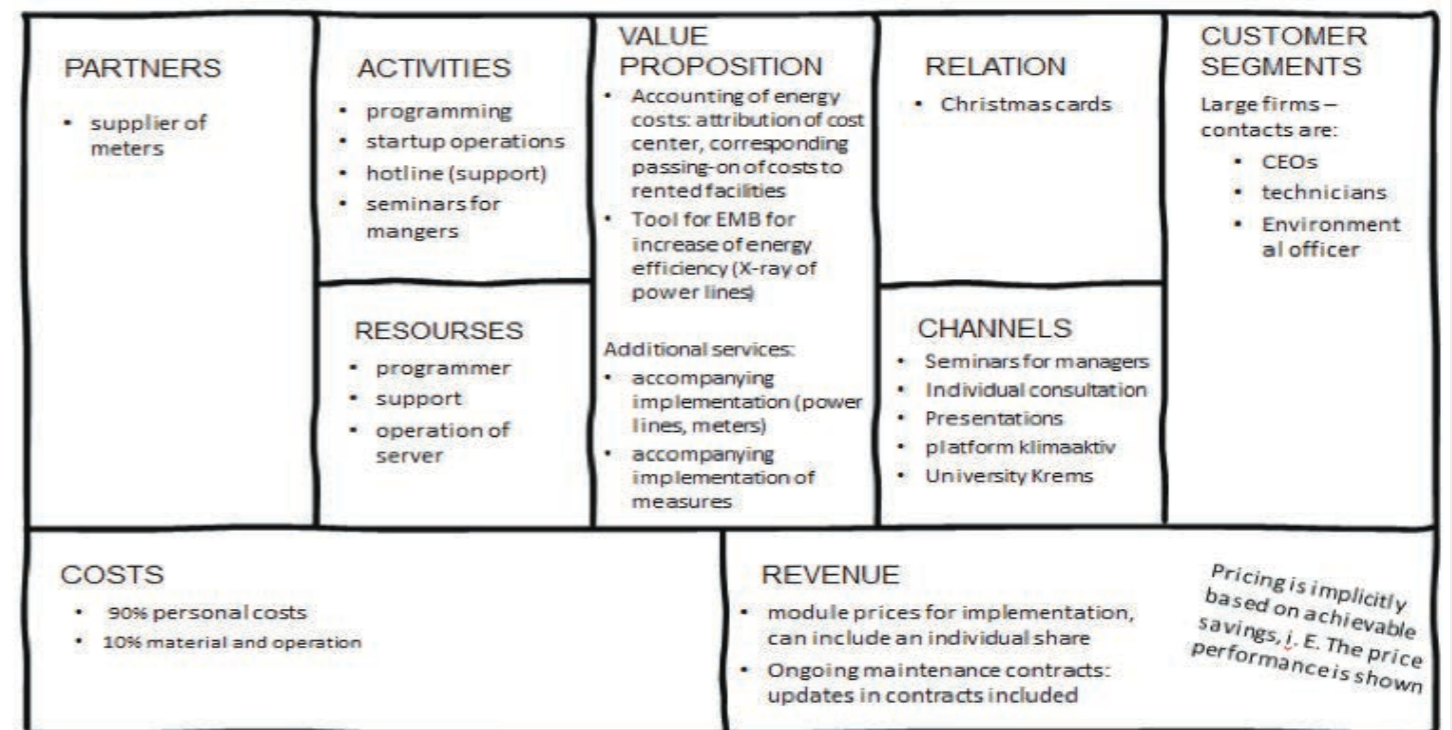 PARTNERS
• supplier of
meters
ACTIVITIES
• programming
• startup operations
• hotline (support)
• seminars for
mangers
RESOURSES
• programmer
• support
• operation of
server
VALUE
PROPOSITION
• Accounting of energy
costs: attribution of cost
center, corresponding
passing-on of costs to
rented facilities
• Tool for EMB for
increase of energy
efficiency (X-ray of
power lines)
Additional services:
• accompanying
implementation (power
lines, meters)
• accompanying
implementation of
measures
RELATION
• Christmas cards
CHANNELS
• Seminars for managers
• Individual consultation
• Presentations
• platform klimaaktiv
• University Krems
CUSTOMER
SEGMENTS
Large firms –
contacts are:
• CEOs
• technicians
• Environment
al officer
COSTS
• 90% personal costs
• 10% material and operation
REVENUE
• module prices for implementation,
can include an individual share
• Ongoing maintenance contracts:
updates in contracts included
Pricing is implicitly
based on achievable
savings, i. E. The price
performance is shown